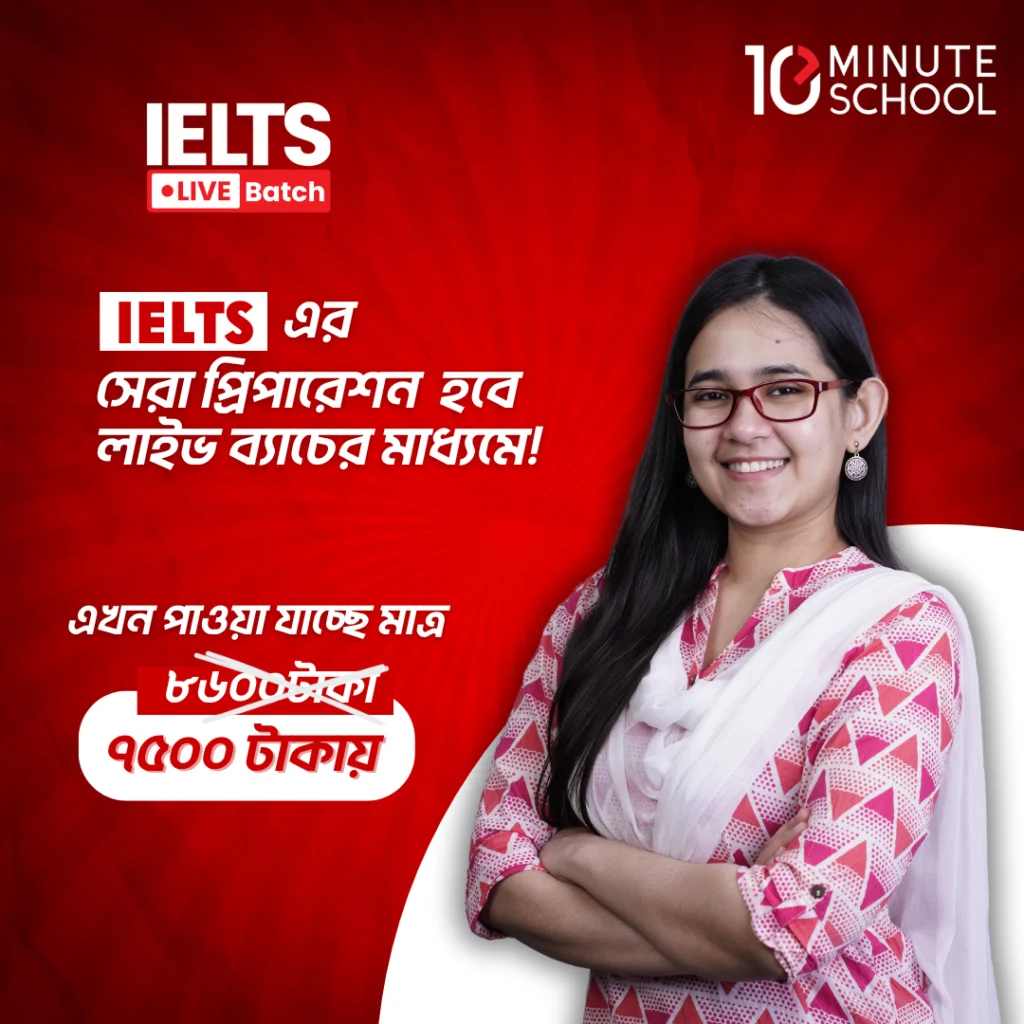 10 MINUTE
SCHOOL
IELTS
LIVE Batch
IELTS এর
সেরা প্রিপারেশন হবে
লাইভ ব্যাচের মাধ্যমে!
এখন পাওয়া যাচ্ছে মাত্র
৮৬০০টাকা
৭৫০০ টাকায়